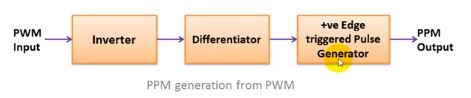 PWM
Input
Inverter
Differentiator
+ve Edge
triggered Pulse
Generator
PPM
Output
PPM generation from PWM